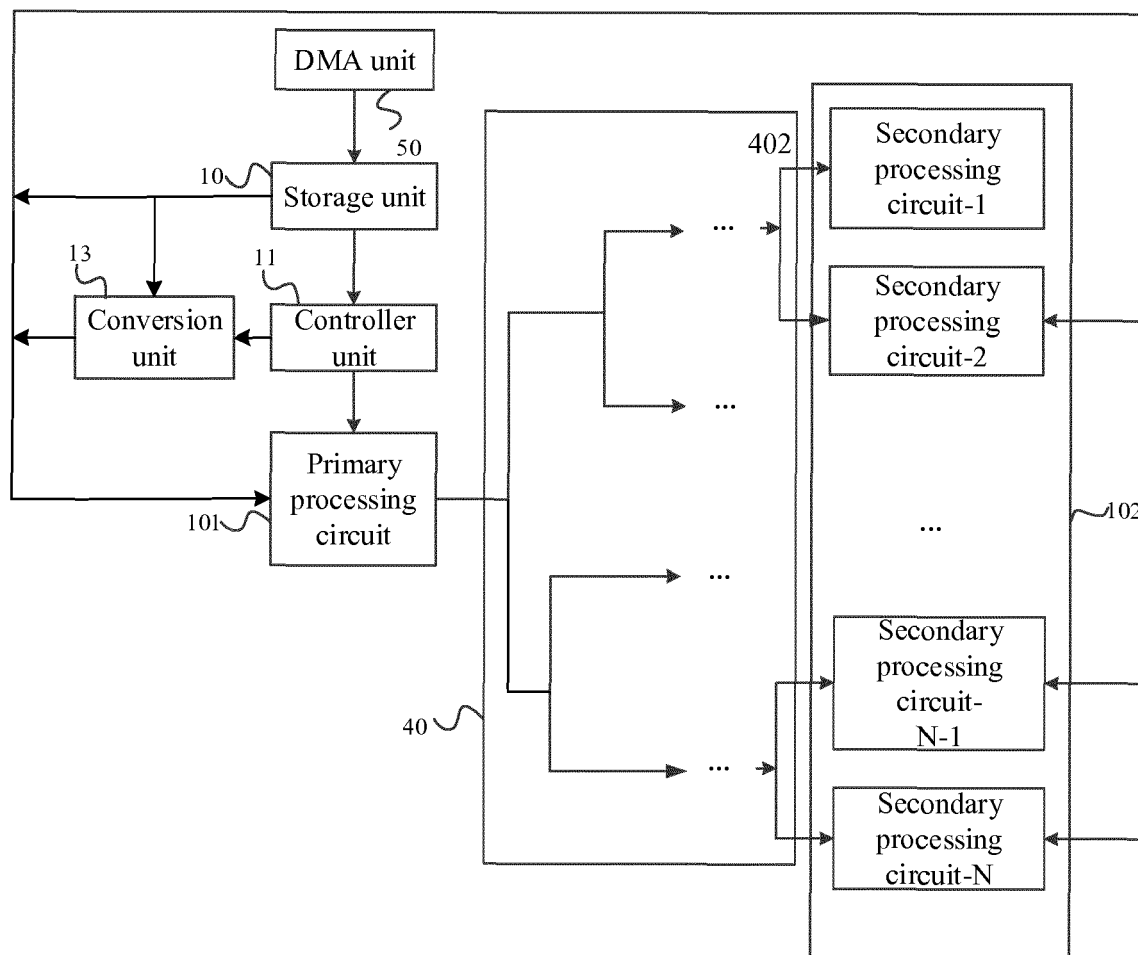 DMA unit
50
402
Secondary
processing
circuit-1
10
Storage unit
...
13
11
Conversion
unit
Controller
unit
Secondary
processing
circuit-2
...
Primary
processing
circuit
101
...
102
...
Secondary
processing
circuit-
N-1
40
...
Secondary
processing
circuit-N